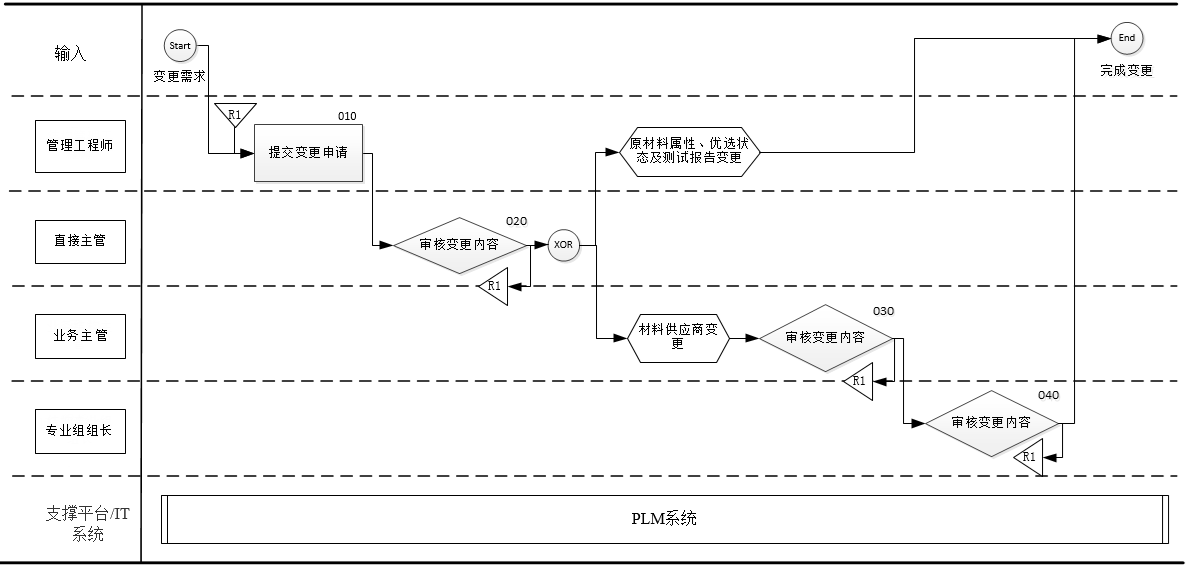 输入
Start
变更需求
End
完成变更
管理工程师
R1
010
提交变更申请
原材料属性、优选状
态及测试报告变更
直接主管
020
审核变更内容
XOR
R1
业务主管
材料供应商变
更
030
审核变更内容
R1
专业组组长
040
审核变更内容
R1
支撑平台/IT
系统
PLM系统